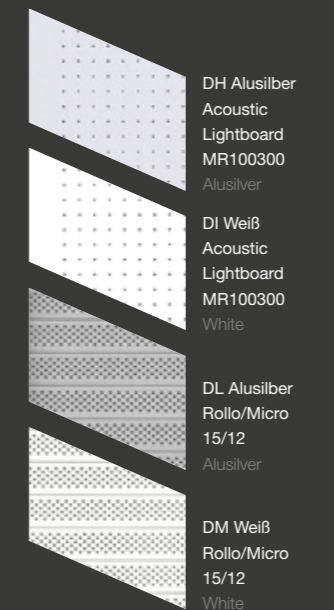 DH Alusilber
Acoustic
Lightboard
MR100300
Alusilver
DI Weiß
Acoustic
Lightboard
MR100300
White
DL Alusilber
Rollo/Micro
15/12
Alusilver
DM Weiß
Rollo/Micro
15/12
White